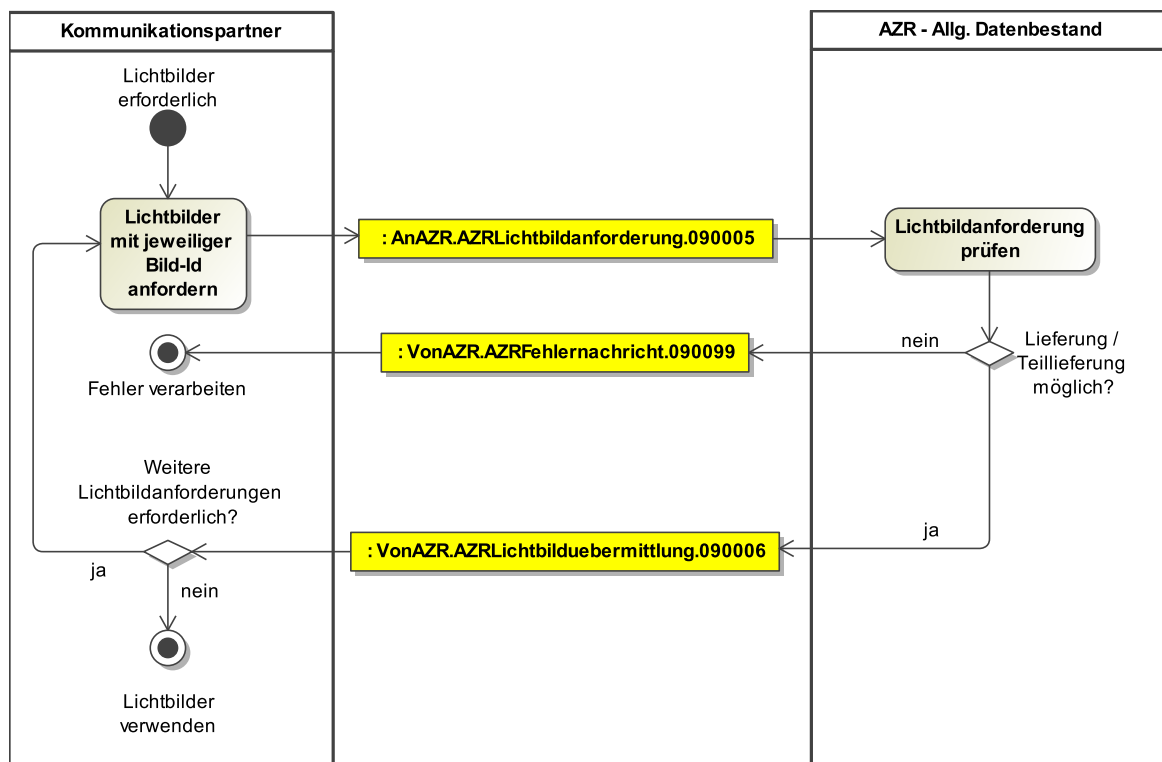 Kommunikationspartner
AZR - Allg. Datenbestand
Lichtbilder
erforderlich
Lichtbilder
mit jeweiliger
Bild-Id
anfordern
: AnAZR.AZRLichtbildanforderung.090005
Lichtbildanforderung
prüfen
: VonAZR.AZRFehlernachricht.090099
nein
Lieferung /
Teillieferung
möglich?
Fehler verarbeiten
Weitere
Lichtbildanforderungen
erforderlich?
: VonAZR.AZRLichtbilduebermittlung.090006
ja
ja
nein
Lichtbilder
verwenden